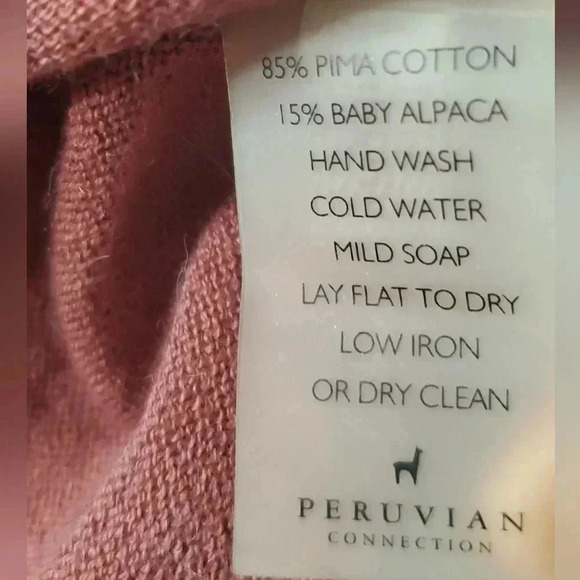 85% PIMA COTTON
15% BABY ALPACA
HAND WASH
COLD WATER
MILD SOAP
LAY FLAT TO DRY
LOW IRON
OR DRY CLEAN
PERUVIAN
CONNECTION